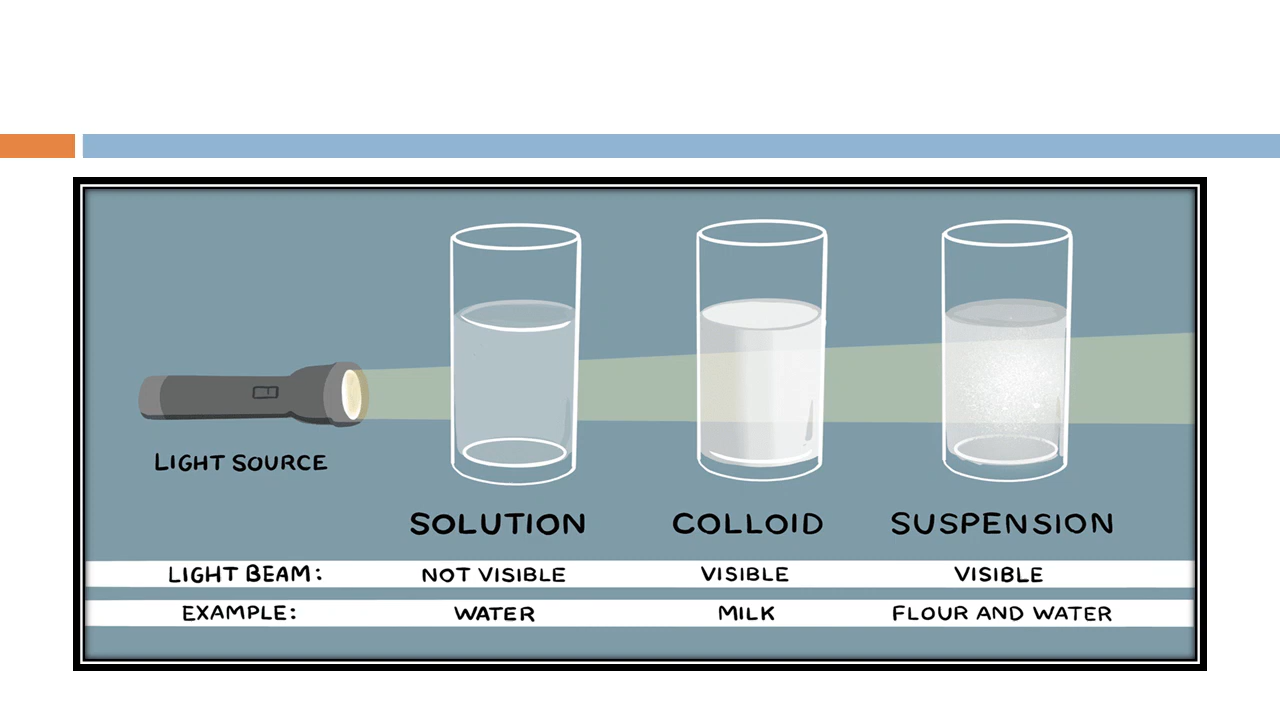 LIGHT SOURCE
SOLUTION COLLOID SUSPENSION
LIGHT BEAM: NOT VISIBLE VISIBLE VISIBLE
EXAMPLE: WATER MILK FLOUR AND WATER